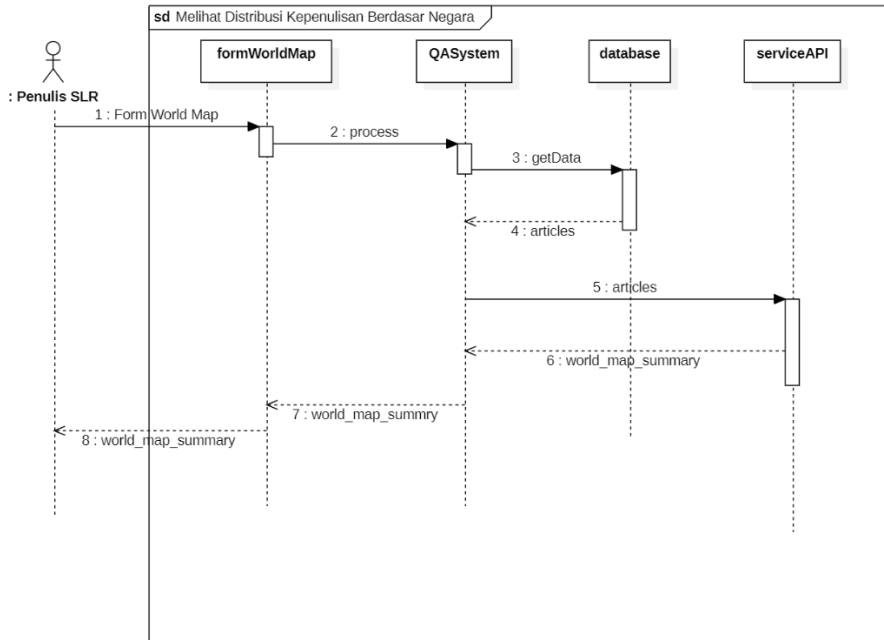 sd Melihat Distribusi Kepenulisan Berdasar Negara
formWorldMap
QASystem
database
serviceAPI
: Penulis SLR
1 : Form World Map
2 : process
3 : getData
4 : articles
5 : articles
6 : world_map_summary
7 : world_map_summry
8 : world_map_summary